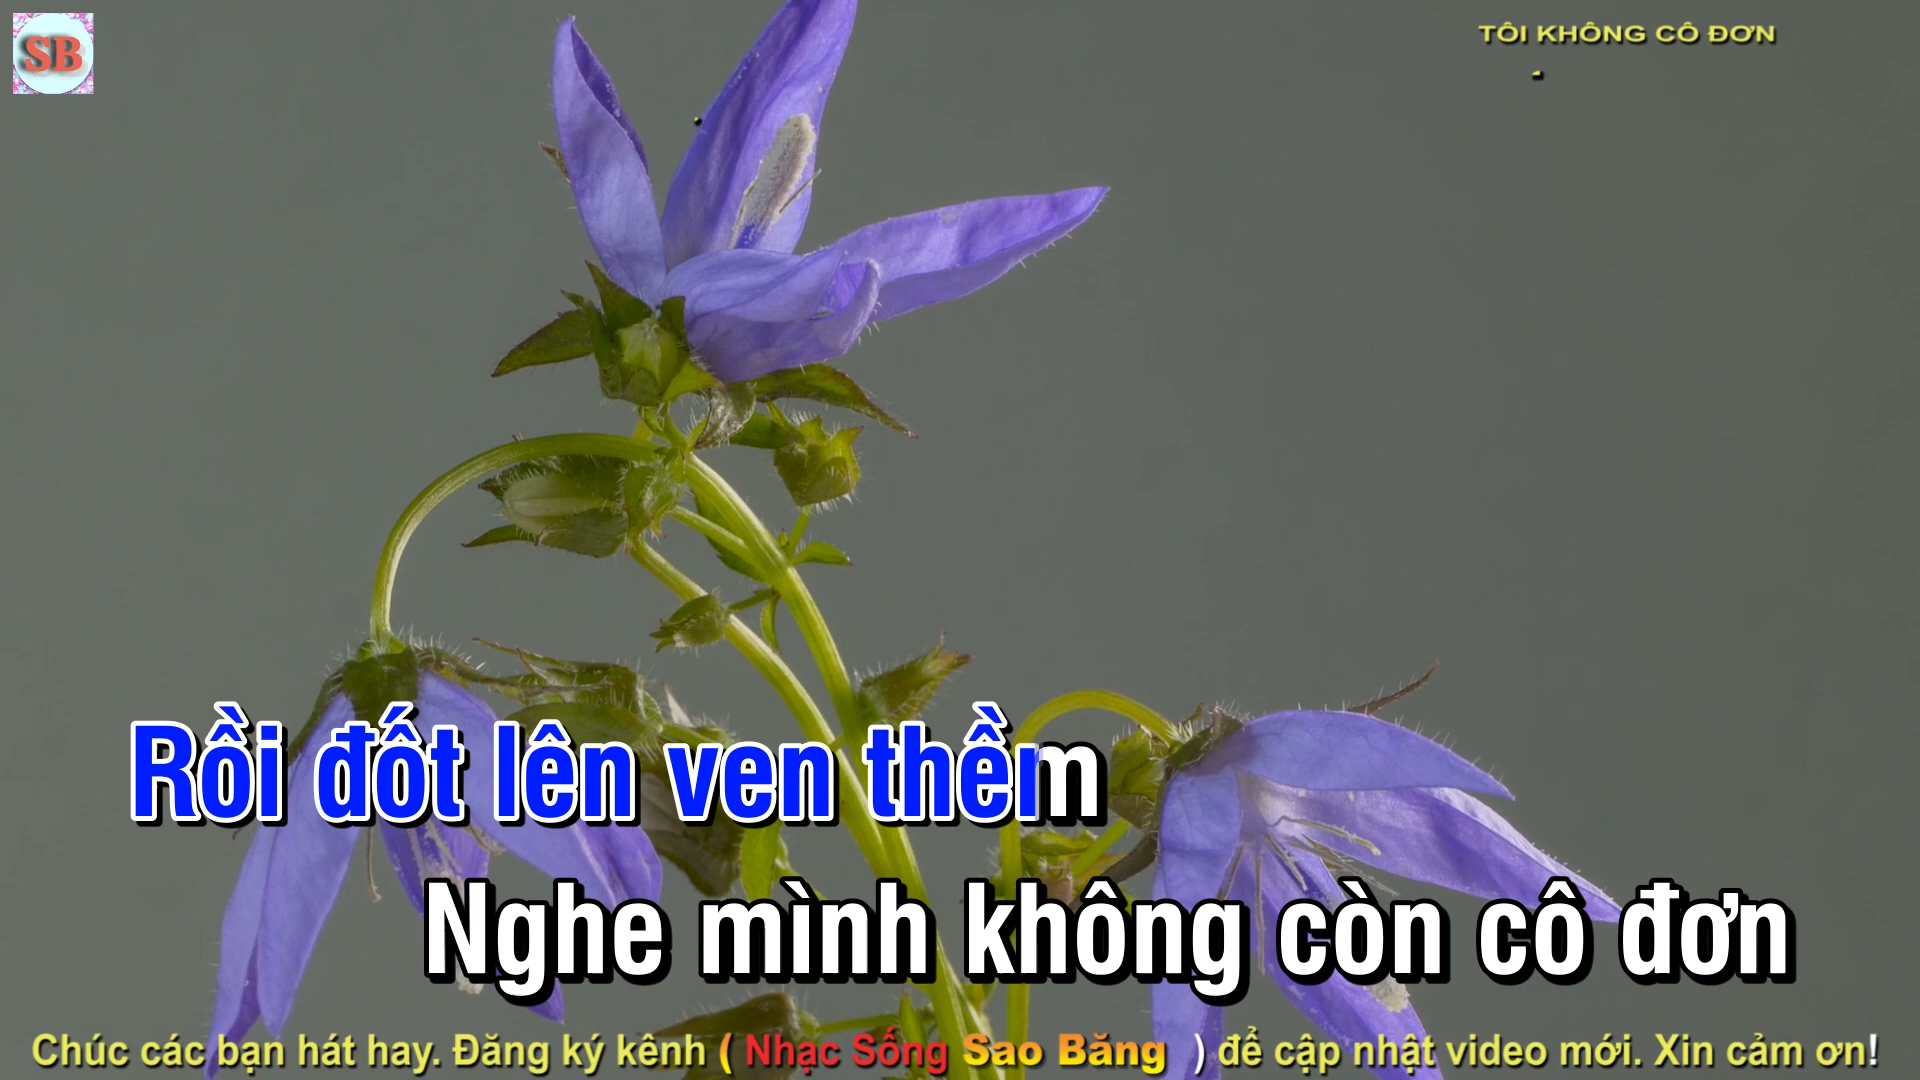 SB
TÔI KHÔNG CÔ ĐƠN
Rồi đốt lên ven thềm
Nghe mình không còn cô đơn
Chúc các bạn hát hay. Đăng ký kênh ( Nhạc Sống Sao Băng ) để cập nhật video mới. Xin cảm ơn!